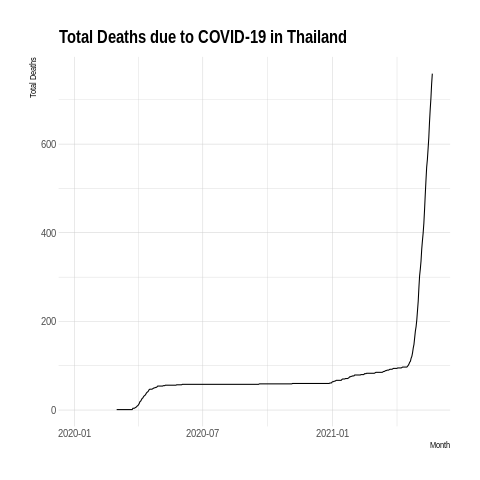 Total Deaths due to COVID-19 in Thailand
Total Deaths
600
400
200
0
2020-01
2020-07
2021-01
Month